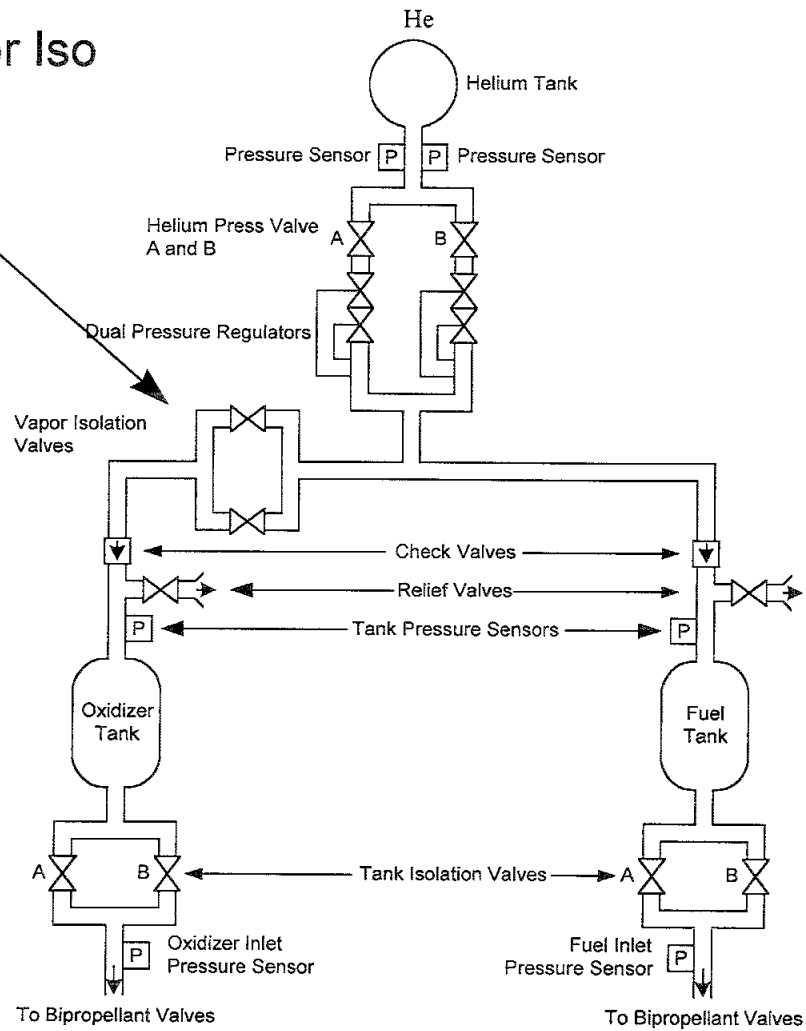 He
r Iso
Helium Tank
Pressure Sensor P P Pressure Sensor
Helium Press Valve
A and B
A B
Dual Pressure Regulators
Vapor Isolation
Valves
Check Valves
Relief Valves
P Tank Pressure Sensors P
Oxidizer
Tank
Fuel
Tank
A B Tank Isolation Valves A B
P Oxidizer Inlet
Pressure Sensor
Fuel Inlet
Pressure Sensor P
To Bipropellant Valves To Bipropellant Valves